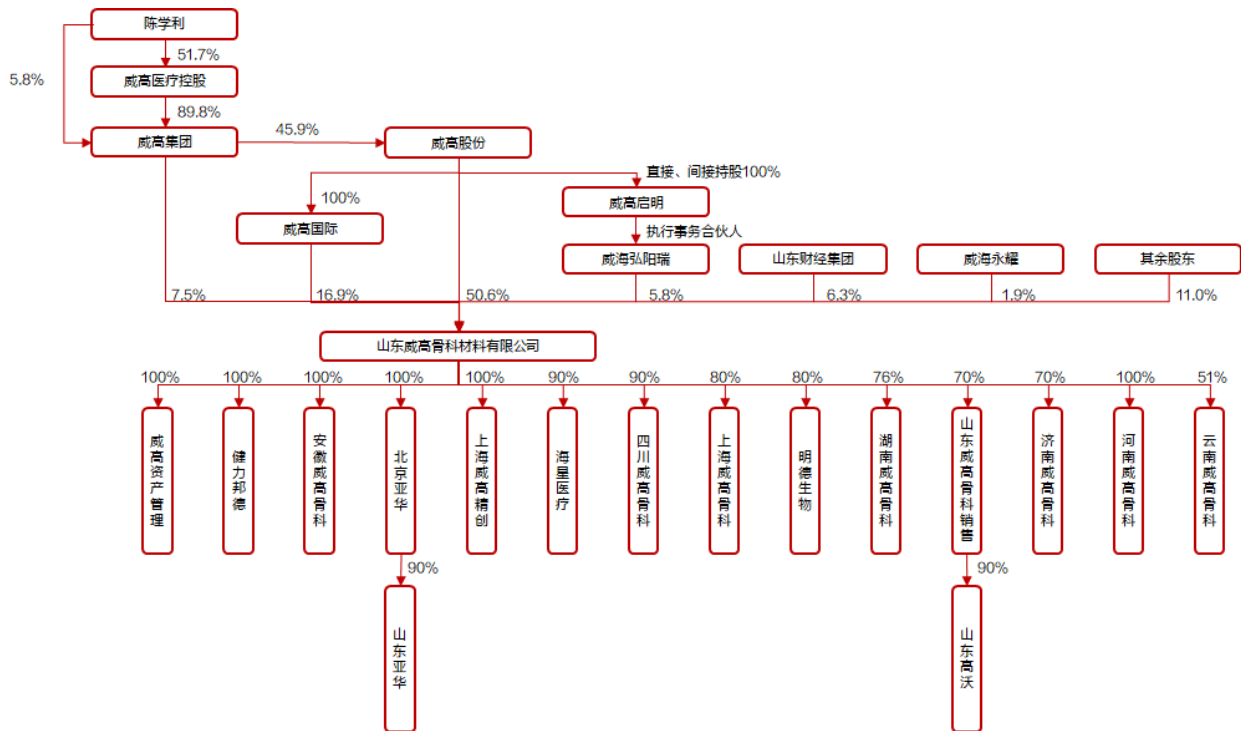 陈学利
51.7%
5.8%
威高医疗控股
89.8%
威高集团
45.9%
威高股份
直接、间接持股100%
100%
威高启明
威高国际
执行事务合伙人
威海弘阳瑞
山东财经集团
威海永耀
其余股东
7.5%
16.9%
50.6%
5.8%
6.3%
1.9%
11.0%
山东威高骨科材料有限公司
100%
100%
100%
100%
100%
90%
90%
80%
80%
76%
70%
70%
100%
51%
威高资产管理
健力邦德
安徽威高骨科
北京亚华
上海威高精创
海星医疗
四川威高骨科
上海威高骨科
明德生物
湖南威高骨科
山东威高骨科销售
济南威高骨科
河南威高骨科
云南威高骨科
90%
90%
山东亚华
山东高沃